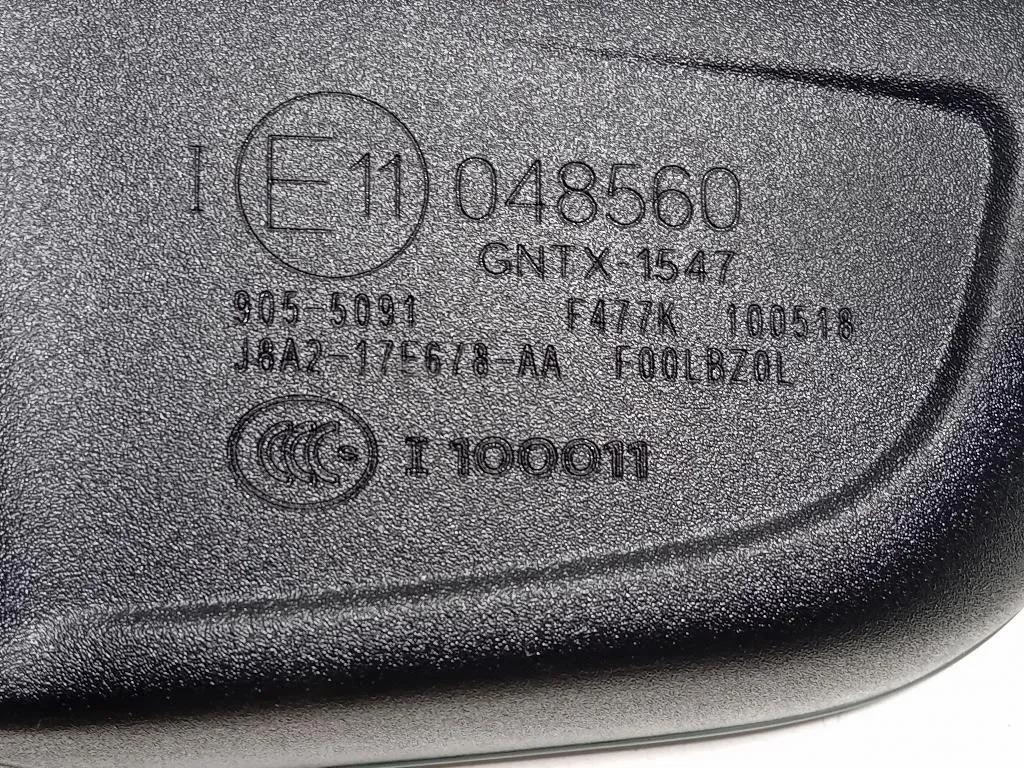 I E11 048560
GNTX-1547
905-5091 F477K 100518
J8A2-17E678-AA F00LBZ0L
CCC I 100011